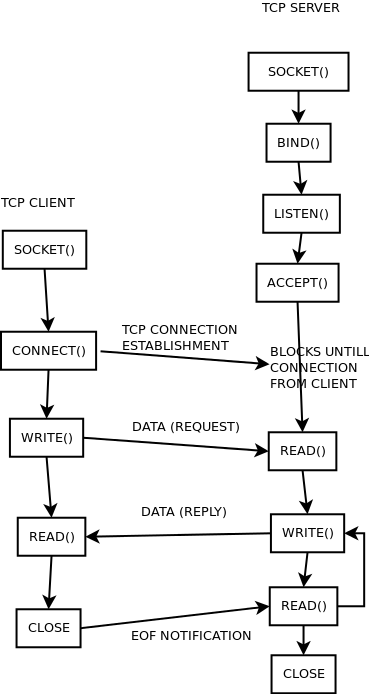 TCP SERVER
SOCKET()
BIND()
LISTEN()
TCP CLIENT
SOCKET()
ACCEPT()
CONNECT()
TCP CONNECTION
ESTABLISHMENT
BLOCKS UNTILL
CONNECTION
FROM CLIENT
WRITE()
DATA (REQUEST)
READ()
READ()
DATA (REPLY)
WRITE()
CLOSE
EOF NOTIFICATION
READ()
CLOSE